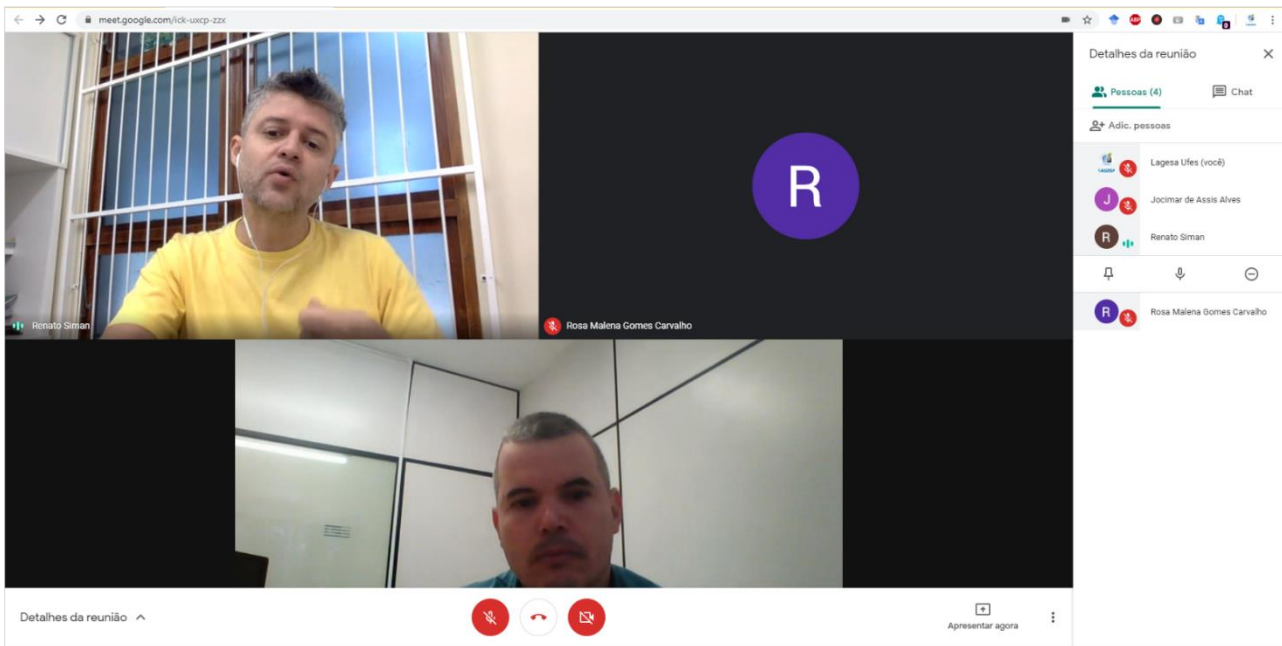 meet.google.com/ick-uxcp-zzx
ABP
Detalhes da reunião
Pessoas (4)
Chat
Adic. pessoas
LAGESA
Lagesa Ufes (você)
J
Jocimar de Assis Alves
R
Renato Siman
R
Rosa Malena Gomes Carvalho
R
Renato Siman
Rosa Malena Gomes Carvalho
Detalhes da reunião
Apresentar agora